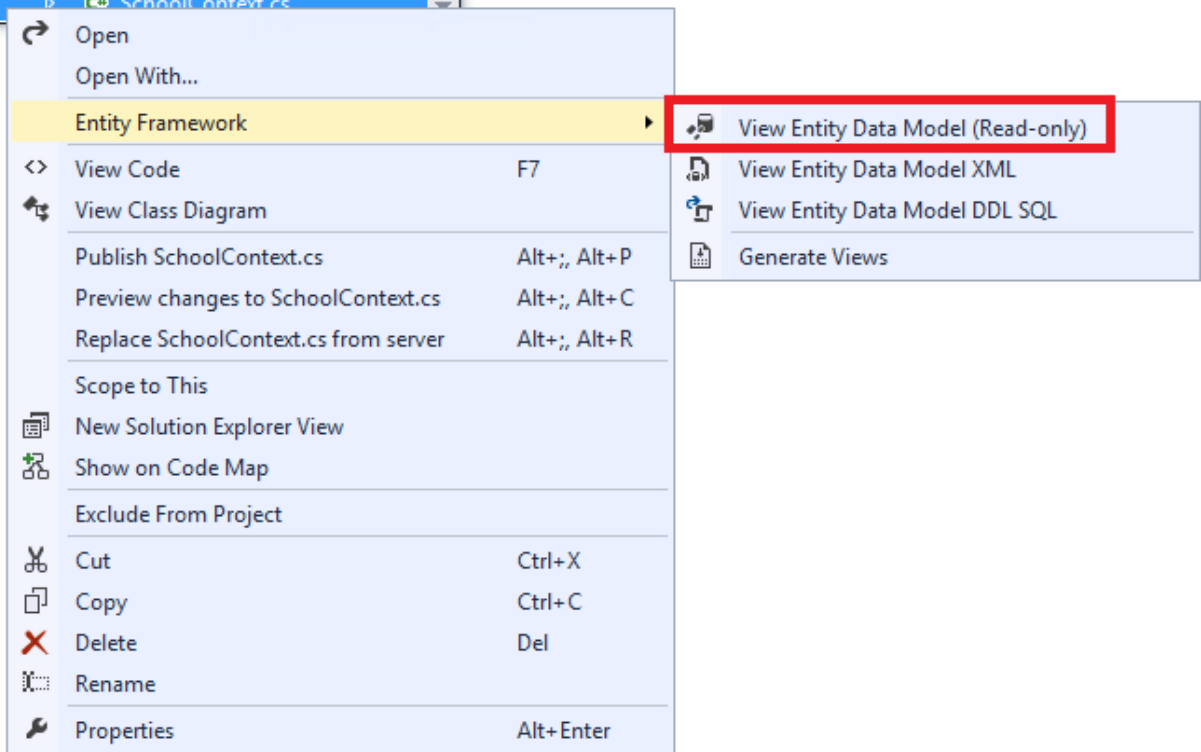 SchoolContext.cs
Open
Open With...
Entity Framework
View Entity Data Model (Read-only)
View Code F7
View Entity Data Model XML
View Class Diagram
View Entity Data Model DDL SQL
Publish SchoolContext.cs Alt+;, Alt+P
Generate Views
Preview changes to SchoolContext.cs Alt+;, Alt+C
Replace SchoolContext.cs from server Alt+;, Alt+R
Scope to This
New Solution Explorer View
Show on Code Map
Exclude From Project
Cut Ctrl+X
Copy Ctrl+C
Delete Del
Rename
Properties Alt+Enter